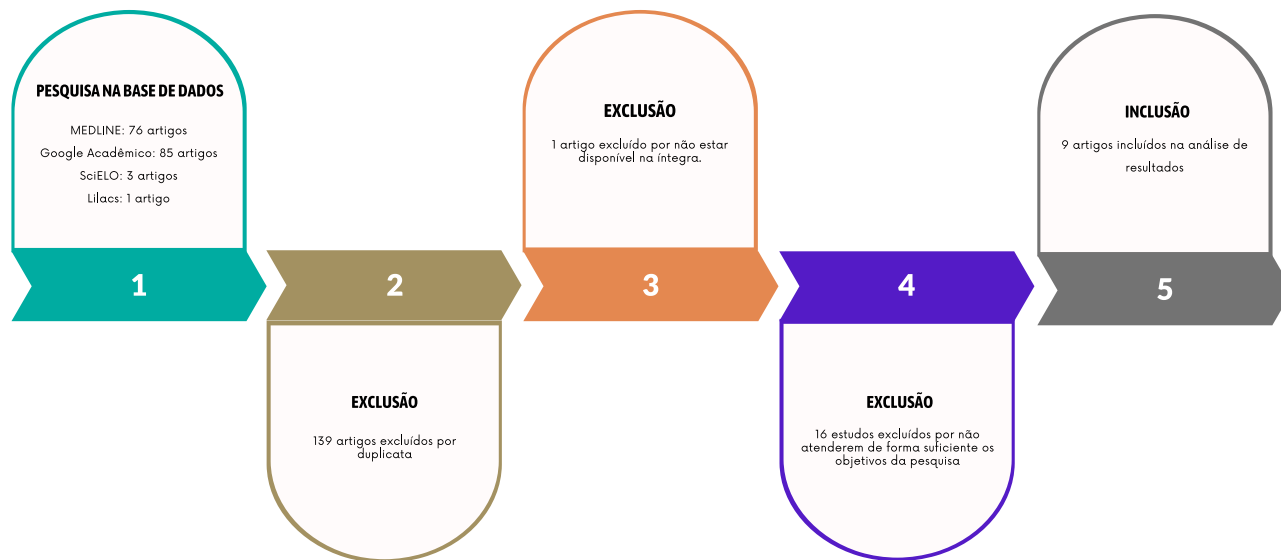 PESQUISA NA BASE DE DADOS
MEDLINE: 76 artigos
Google Acadêmico: 85 artigos
SciELO: 3 artigos
Lilacs: 1 artigo
1
2
EXCLUSÃO
139 artigos excluídos por
duplicata
EXCLUSÃO
1 artigo excluído por não estar
disponível na íntegra.
3
4
EXCLUSÃO
16 estudos excluídos por não
atenderem de forma suficiente os
objetivos da pesquisa
INCLUSÃO
9 artigos incluídos na análise de
resultados
5